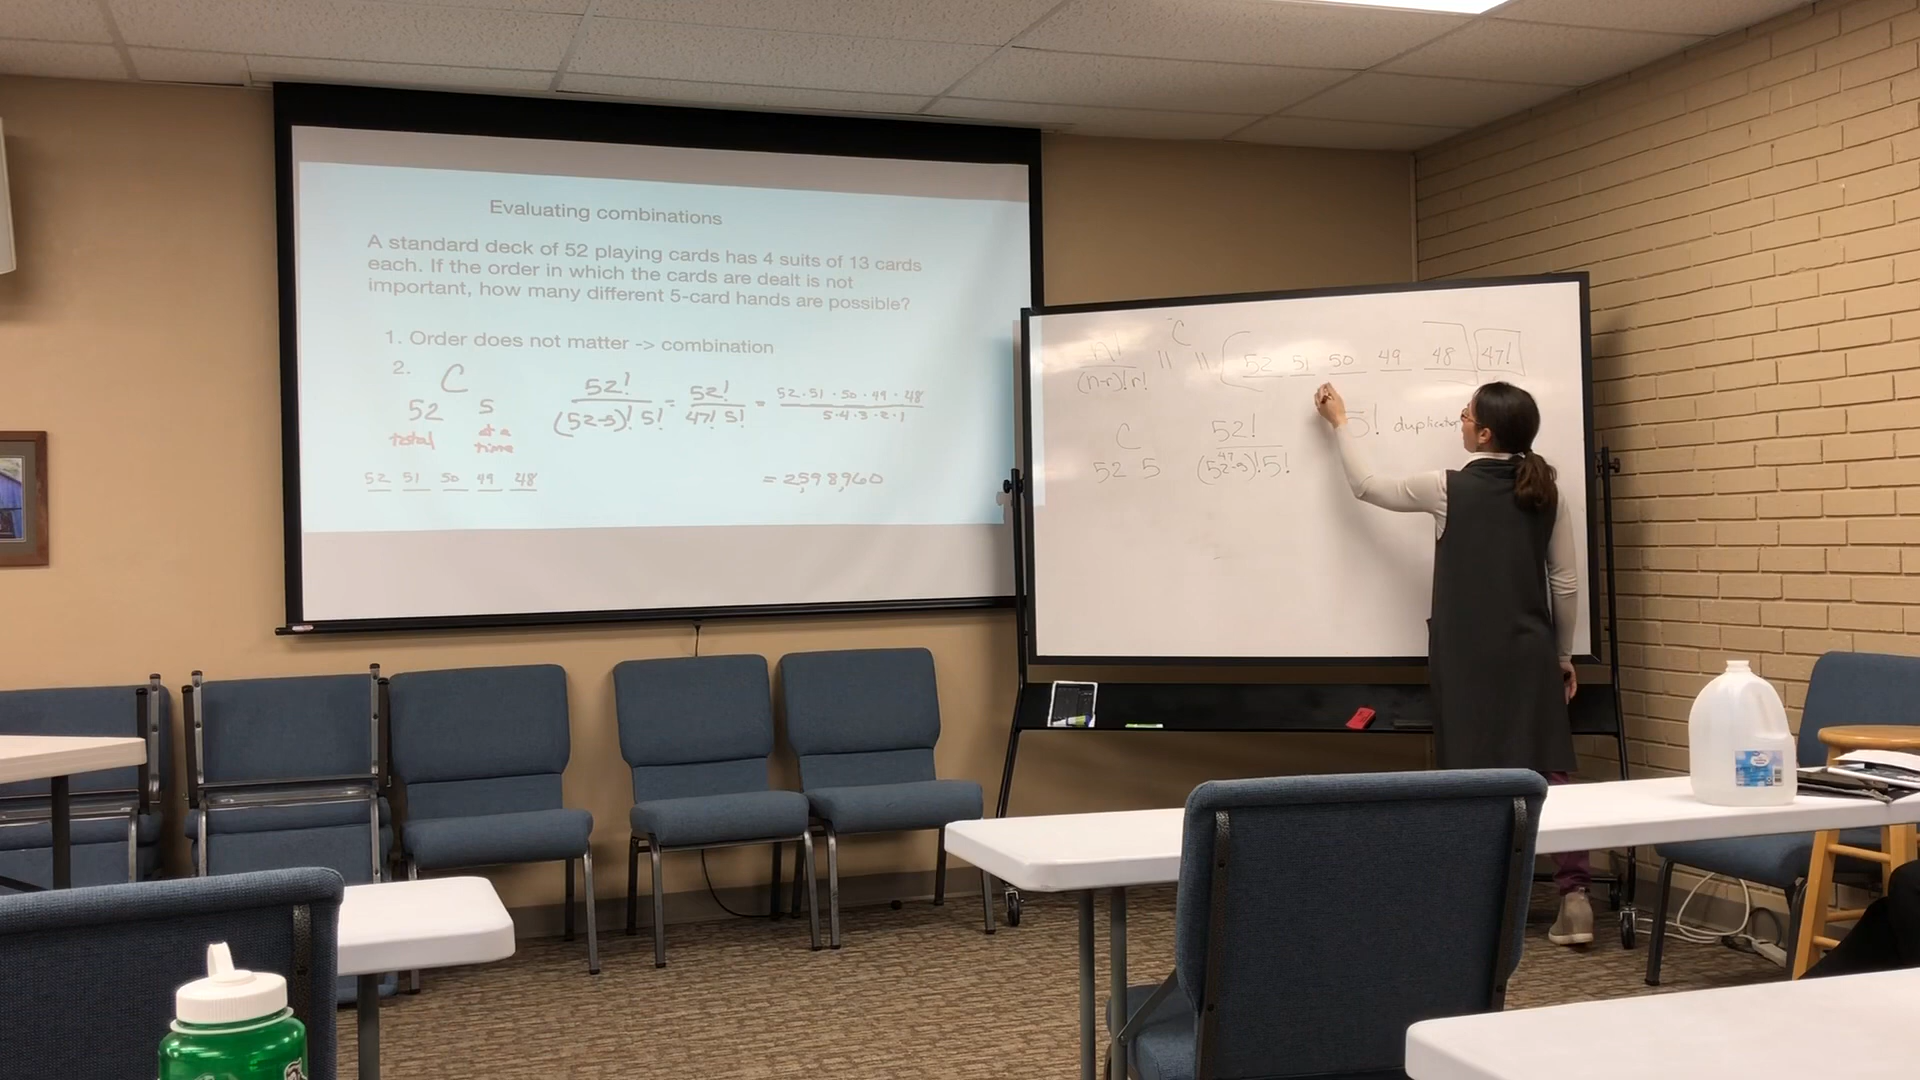 Evaluating combinations
A standard deck of 52 playing cards has 4 suits of 13 cards
each. If the order in which the cards are dealt is not
important, how many different 5-card hands are possible?
1. Order does not matter -> combination
2.
C
52 5
total at a time
52 51 50 49 48
52! / (52-5)! 5! = 52! / 47! 5! = 52·51·50·49·48 / 5·4·3·2·1
= 2,598,960
n! / (n-r)! r!
C
52 51 50 49 48 47!
C
52 5
52!
47
(52-5)! 5!
5! duplicator